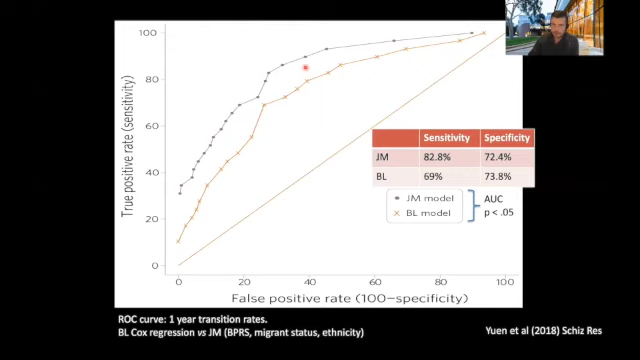 100
80
60
40
20
0
True positive rate (sensitivity)
0
20
40
60
80
100
False positive rate (100-specificity)
Sensitivity Specificity
JM 82.8% 72.4%
BL 69% 73.8%
JM model
BL model
AUC
p < .05
ROC curve: 1 year transition rates.
BL Cox regression vs JM (BPRS, migrant status, ethnicity)
Yuen et al (2018) Schiz Res